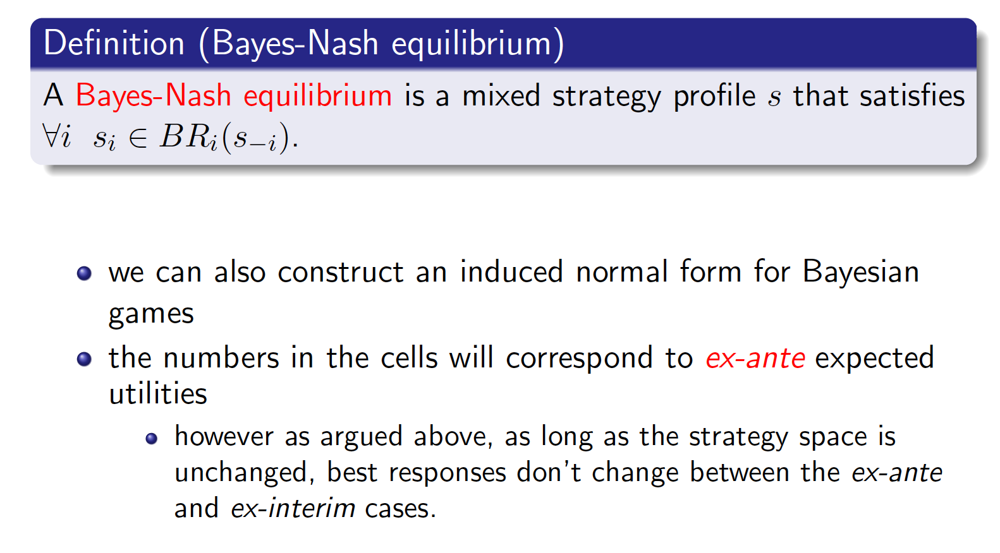 Definition (Bayes-Nash equilibrium)
A Bayes-Nash equilibrium is a mixed strategy profile s that satisfies
∀i s_i ∈ BR_i(s_{−i}).
we can also construct an induced normal form for Bayesian
games
the numbers in the cells will correspond to ex-ante expected
utilities
however as argued above, as long as the strategy space is
unchanged, best responses don't change between the ex-ante
and ex-interim cases.